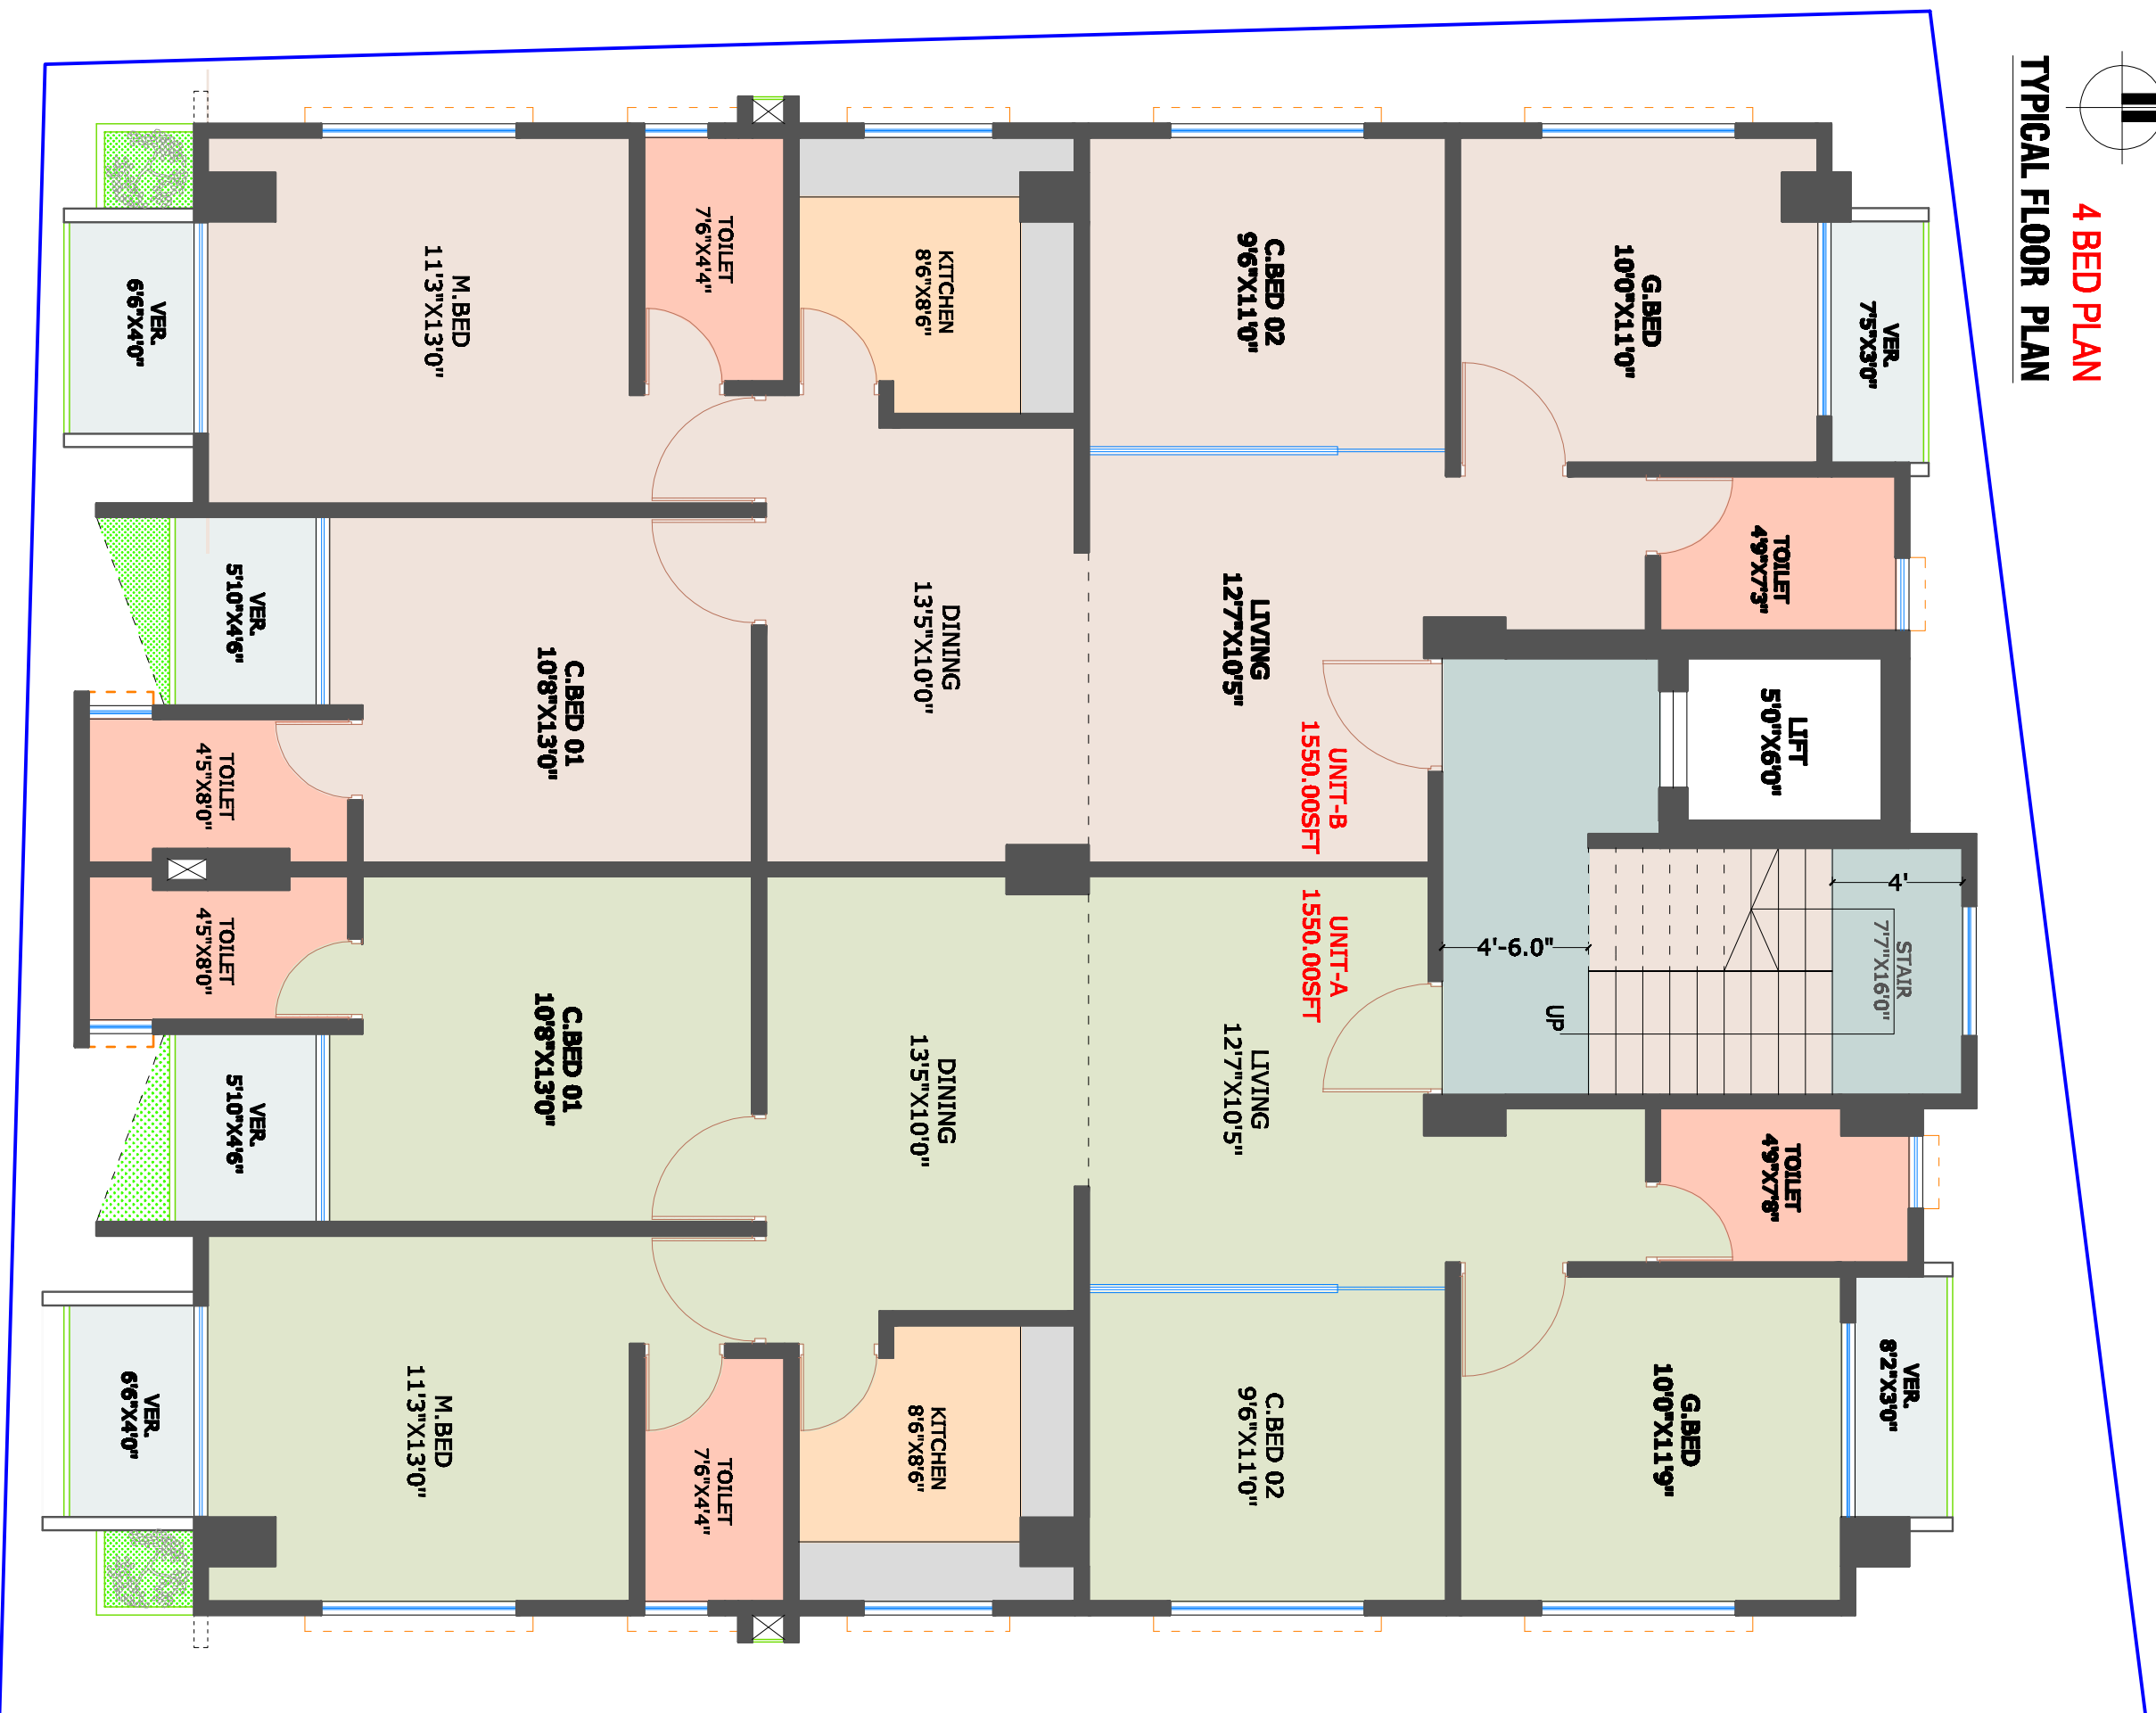 4 BED PLAN
TYPICAL FLOOR PLAN
VER.
7'5"X3'0"
G.BED
10'0"X11'0"
C.BED 02
9'6"X11'0"
KITCHEN
8'6"X8'6"
TOILET
7'6"X4'4"
M.BED
11'3"X13'0"
VER.
6'6"X4'0"
TOILET
4'9"X7'3"
LIVING
12'7"X10'5"
DINING
13'5"X10'0"
C.BED 01
10'8"X13'0"
VER.
5'10"X4'6"
LIFT
5'0"X6'0"
UNIT-B
1550.00SFT
TOILET
4'5"X8'0"
4'
STAIR
7'7"X16'0"
4'-6.0"
UP
UNIT-A
1550.00SFT
TOILET
4'5"X8'0"
TOILET
4'9"X7'8"
LIVING
12'7"X10'5"
DINING
13'5"X10'0"
C.BED 01
10'8"X13'0"
VER.
5'10"X4'6"
VER.
8'2"X3'0"
G.BED
10'0"X11'9"
C.BED 02
9'6"X11'0"
KITCHEN
8'6"X8'6"
TOILET
7'6"X4'4"
M.BED
11'3"X13'0"
VER.
6'6"X4'0"